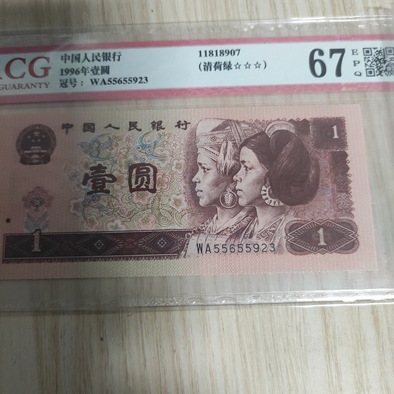 ACG
GUARANTY
中国人民银行
1996年壹圆
冠号： WA55655923
11818907
(清荷绿☆☆☆)
67
EPQ
中国人民银行
1
壹圆
1
WA55655923
1